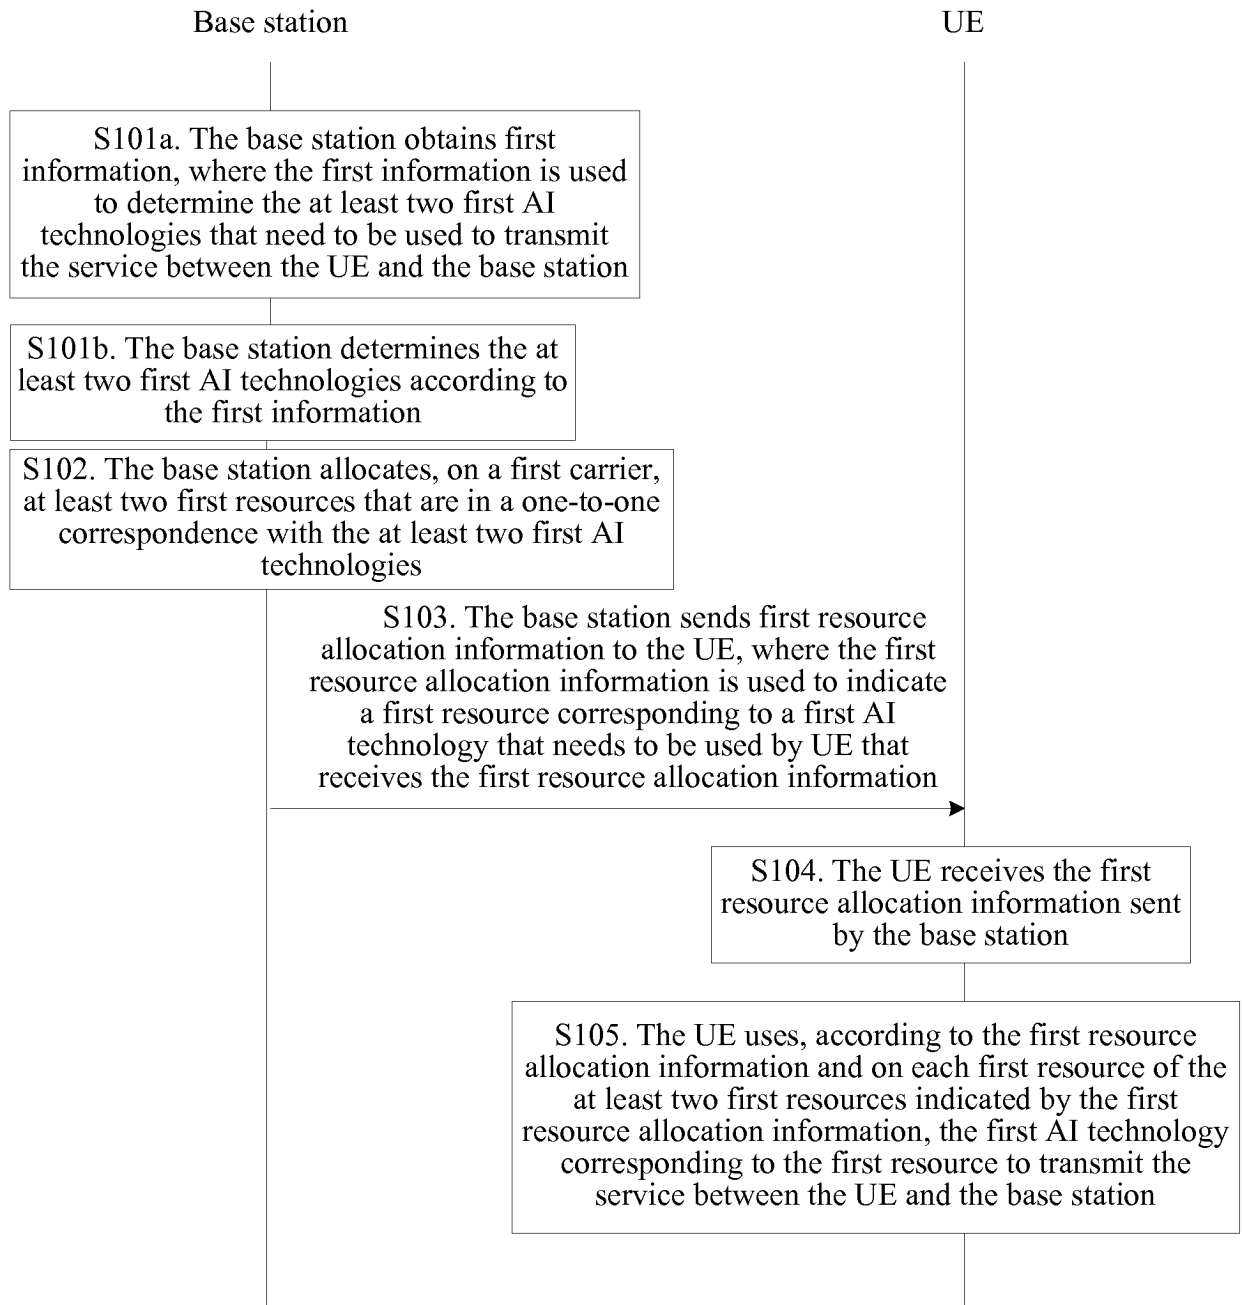 Base station
UE
S101a. The base station obtains first
information, where the first information is used
to determine the at least two first AI
technologies that need to be used to transmit
the service between the UE and the base station
S101b. The base station determines the at
least two first AI technologies according to
the first information
S102. The base station allocates, on a first carrier,
at least two first resources that are in a one-to-one
correspondence with the at least two first AI
technologies
S103. The base station sends first resource
allocation information to the UE, where the first
resource allocation information is used to indicate
a first resource corresponding to a first AI
technology that needs to be used by UE that
receives the first resource allocation information
S104. The UE receives the first
resource allocation information sent
by the base station
S105. The UE uses, according to the first resource
allocation information and on each first resource of the
at least two first resources indicated by the first
resource allocation information, the first AI technology
corresponding to the first resource to transmit the
service between the UE and the base station